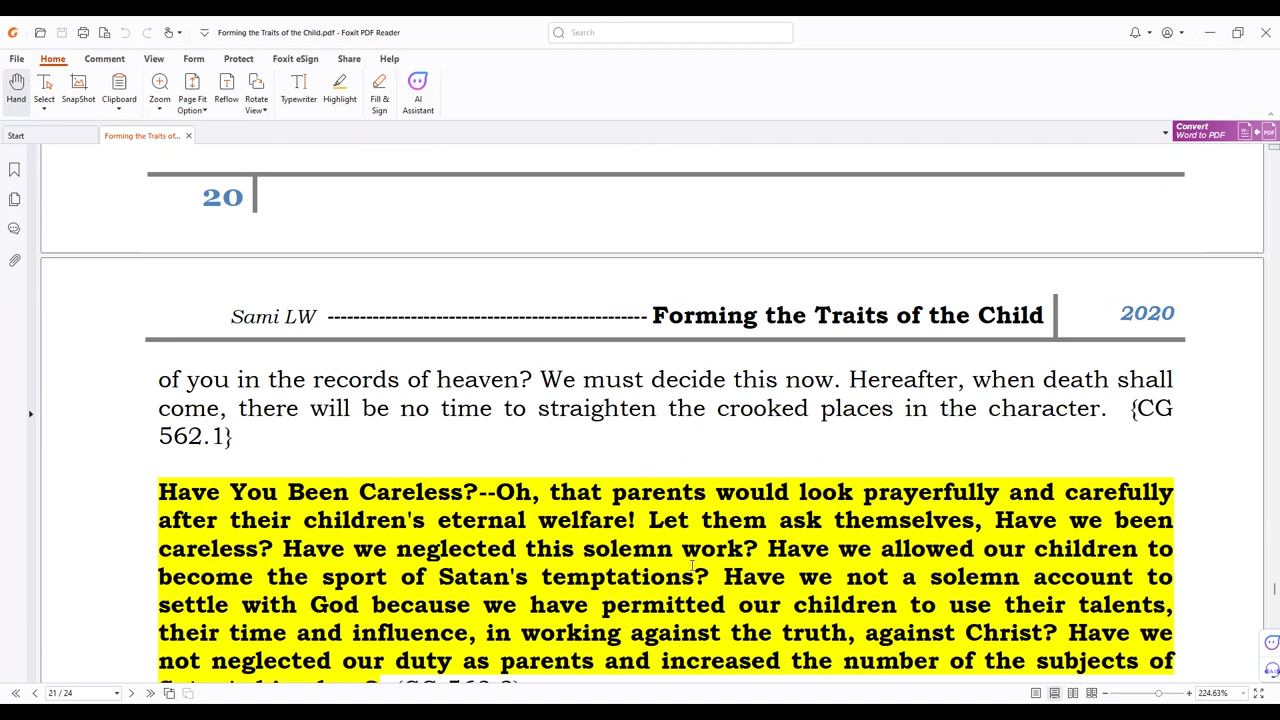 Forming the Traits of the Child.pdf - Foxit PDF Reader
Search
File Home Comment View Form Protect Foxit eSign Share Help
Hand Select SnapShot Clipboard Zoom Page Fit Option Reflow Rotate View Typewriter Highlight Fill & Sign AI Assistant
Start Forming the Traits of...
Convert Word to PDF
20
Sami LW ------------------------------------------------- Forming the Traits of the Child 2020
of you in the records of heaven? We must decide this now. Hereafter, when death shall
come, there will be no time to straighten the crooked places in the character. {CG
562.1}
Have You Been Careless?--Oh, that parents would look prayerfully and carefully
after their children's eternal welfare! Let them ask themselves, Have we been
careless? Have we neglected this solemn work? Have we allowed our children to
become the sport of Satan's temptations? Have we not a solemn account to
settle with God because we have permitted our children to use their talents,
their time and influence, in working against the truth, against Christ? Have we
not neglected our duty as parents and increased the number of the subjects of
21 / 24
224.63%